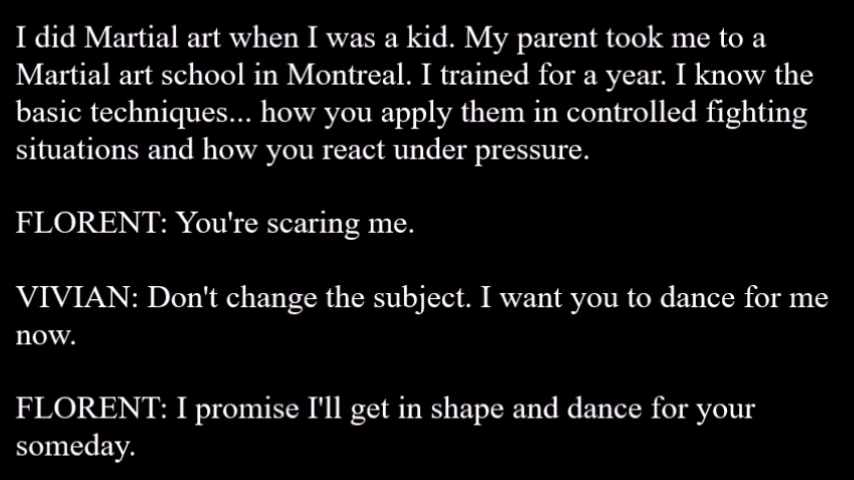 I did Martial art when I was a kid. My parent took me to a
Martial art school in Montreal. I trained for a year. I know the
basic techniques... how you apply them in controlled fighting
situations and how you react under pressure.
FLORENT: You're scaring me.
VIVIAN: Don't change the subject. I want you to dance for me
now.
FLORENT: I promise I'll get in shape and dance for your
someday.